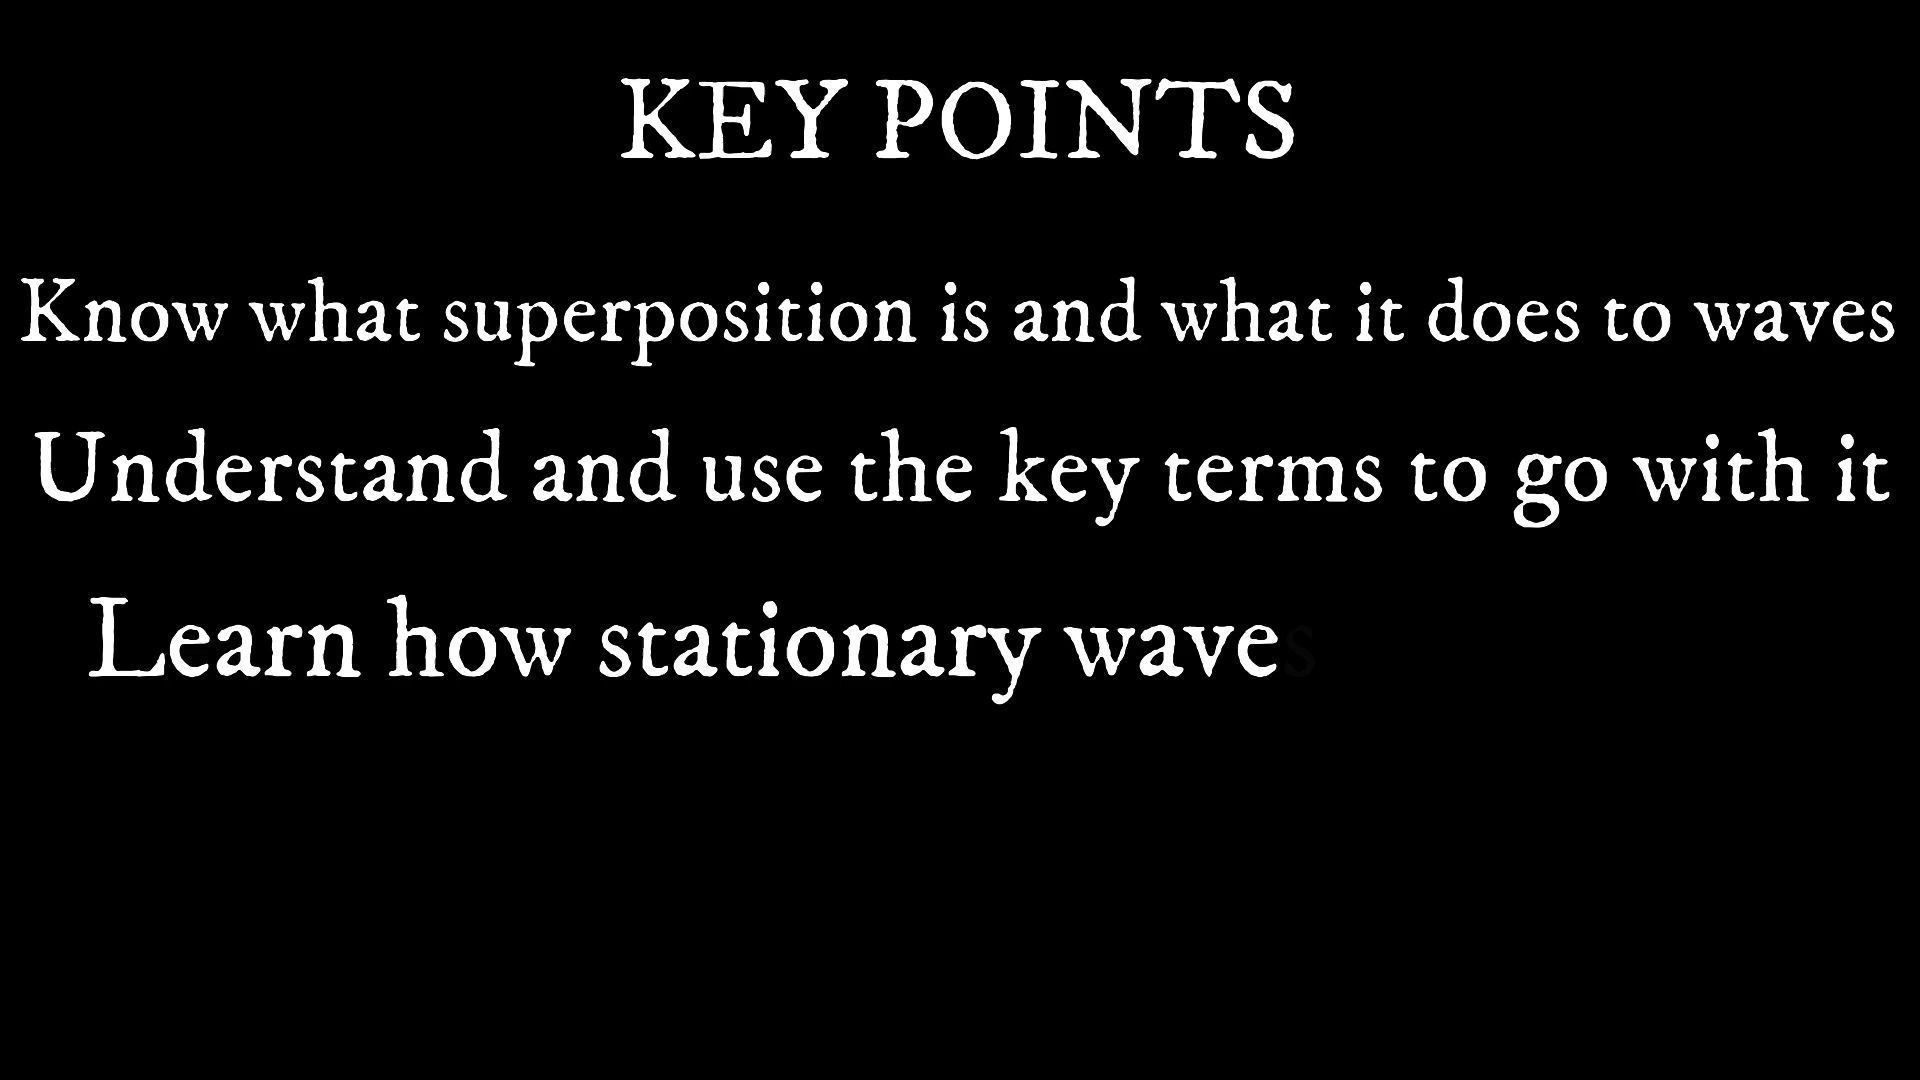 KEY POINTS
Know what superposition is and what it does to waves
Understand and use the key terms to go with it
Learn how stationary waves